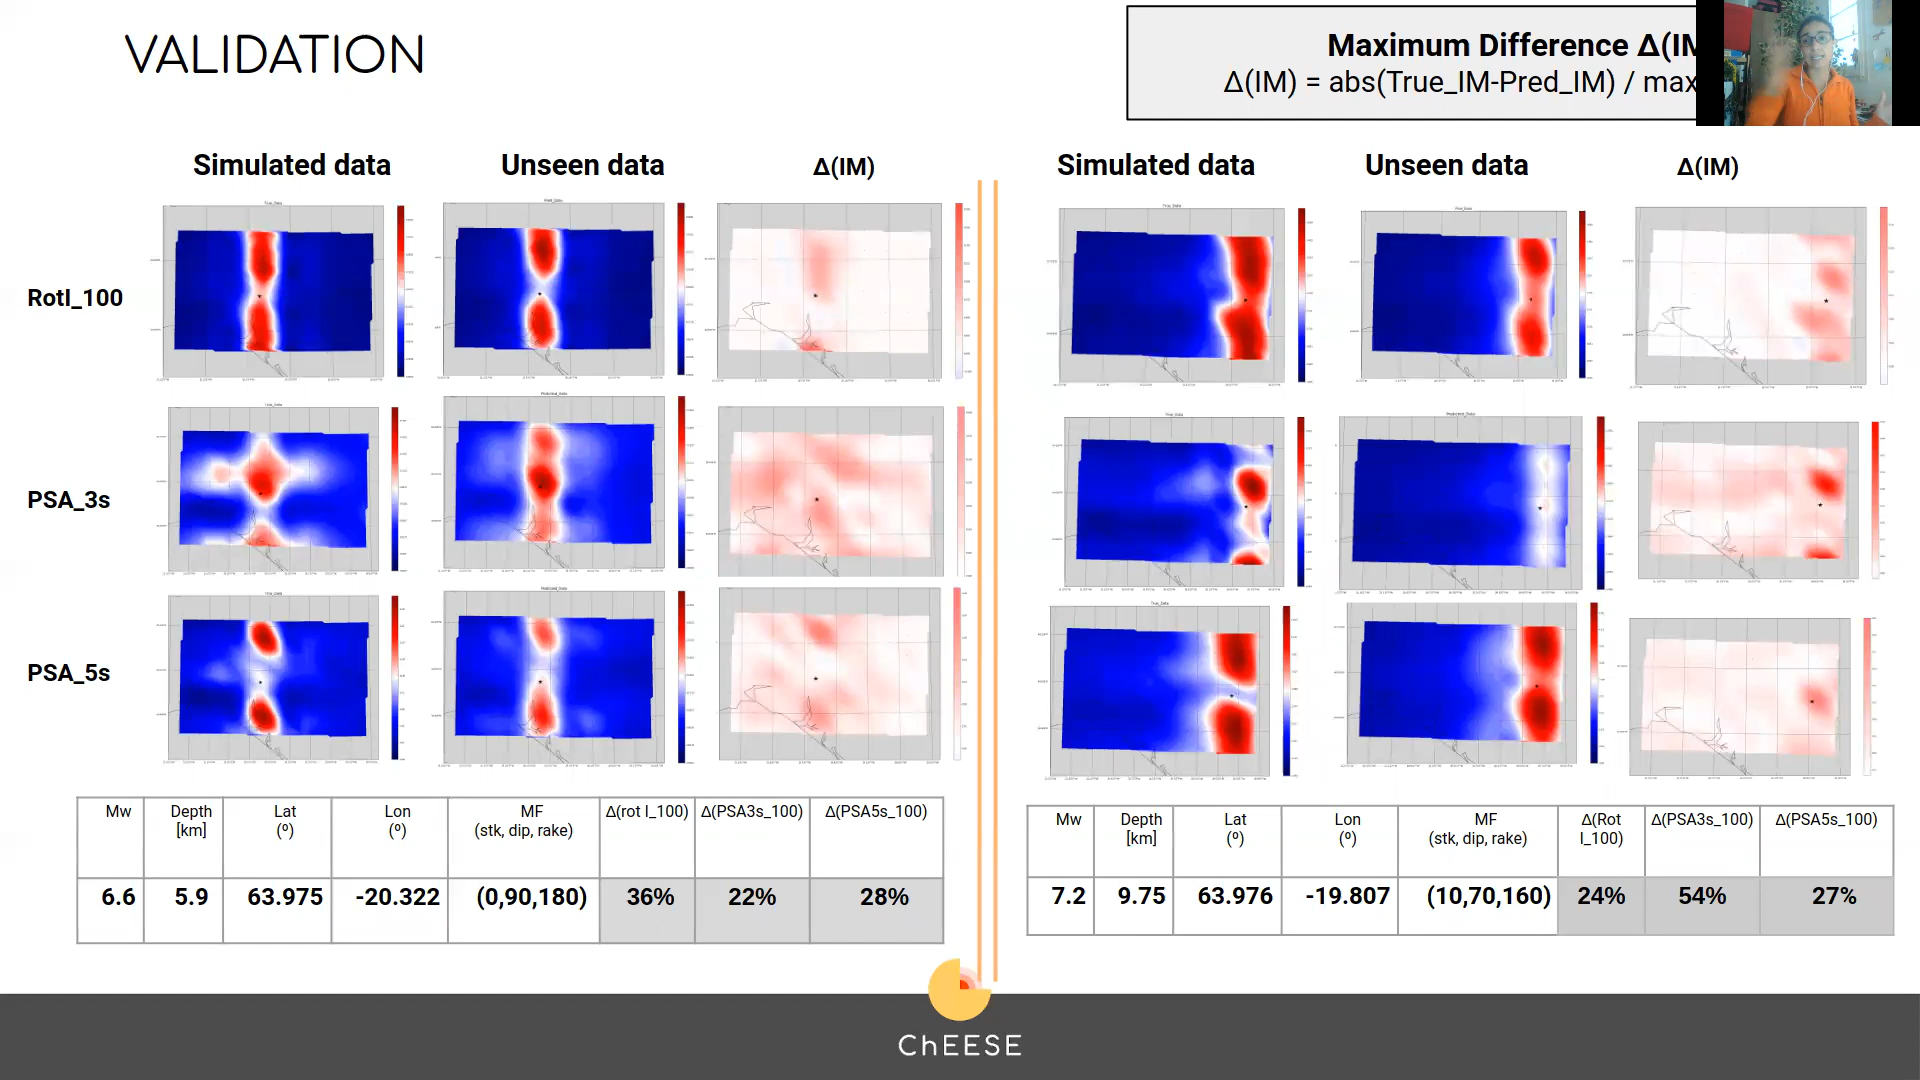 VALIDATION
Maximum Difference Δ(IM
Δ(IM) = abs(True_IM-Pred_IM) / max
Simulated data
Unseen data
Δ(IM)
Simulated data
Unseen data
Δ(IM)
RotI_100
PSA_3s
PSA_5s
Mw
Depth
[km]
Lat
(º)
Lon
(º)
MF
(stk, dip, rake)
Δ(rot I_100)
Δ(PSA3s_100)
Δ(PSA5s_100)
6.6
5.9
63.975
-20.322
(0,90,180)
36%
22%
28%
Mw
Depth
[km]
Lat
(º)
Lon
(º)
MF
(stk, dip, rake)
Δ(Rot
I_100)
Δ(PSA3s_100)
Δ(PSA5s_100)
7.2
9.75
63.976
-19.807
(10,70,160)
24%
54%
27%
ChEESE